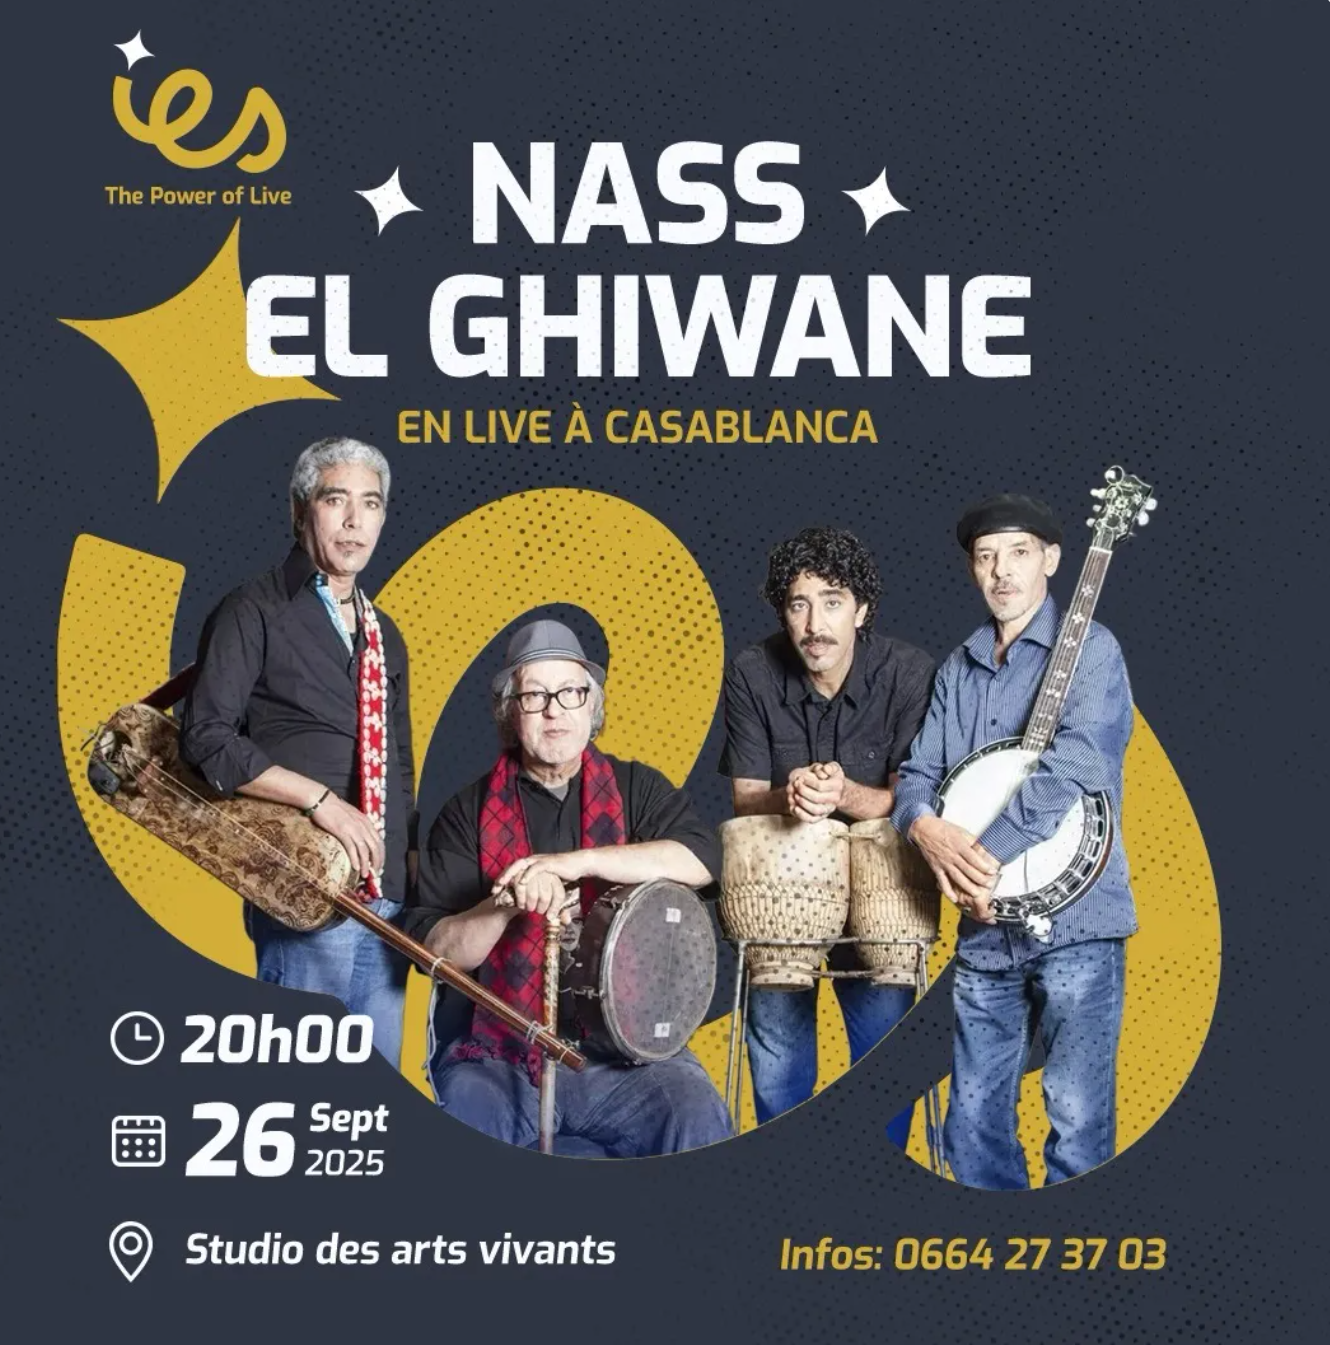 ies
The Power of Live
NASS
EL GHIWANE
EN LIVE À CASABLANCA
20h00
26 Sept
2025
Studio des arts vivants
Infos: 0664 27 37 03